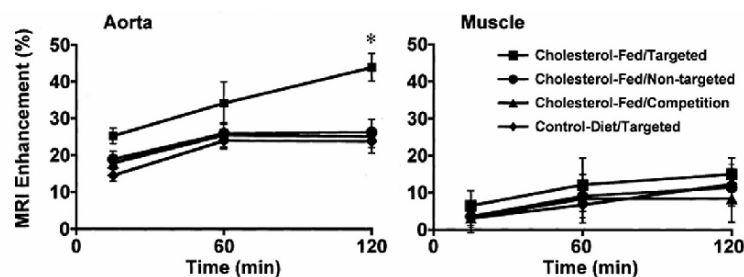 Aorta
MRI Enhancement (%)
50
40
30
20
10
0
*
0
60
120
Time (min)
Muscle
50
40
30
20
10
0
Cholesterol-Fed/Targeted
Cholesterol-Fed/Non-targeted
Cholesterol-Fed/Competition
Control-Diet/Targeted
0
60
120
Time (min)